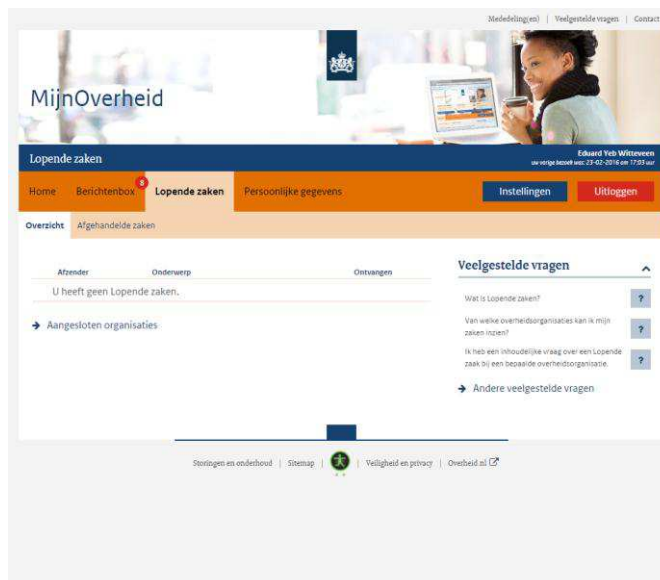 Mededeling(en) | Veelgestelde vragen | Contact
MijnOverheid
Lopende zaken
Eduard Yeb Witteveen
uw vorige bezoek was: 23-02-2016 om 17:03 uur
Home Berichtenbox 8 Lopende zaken Persoonlijke gegevens Instellingen Uitloggen
Overzicht Afgehandelde zaken
Afzender Onderwerp Ontvangen
U heeft geen Lopende zaken.
Aangesloten organisaties
Veelgestelde vragen
Wat is Lopende zaken? ?
Van welke overheidsorganisaties kan ik mijn
zaken inzien? ?
Ik heb een inhoudelijke vraag over een Lopende
zaak bij een bepaalde overheidsorganisatie. ?
Andere veelgestelde vragen
Storingen en onderhoud | Sitemap | | Veiligheid en privacy | Overheid.nl